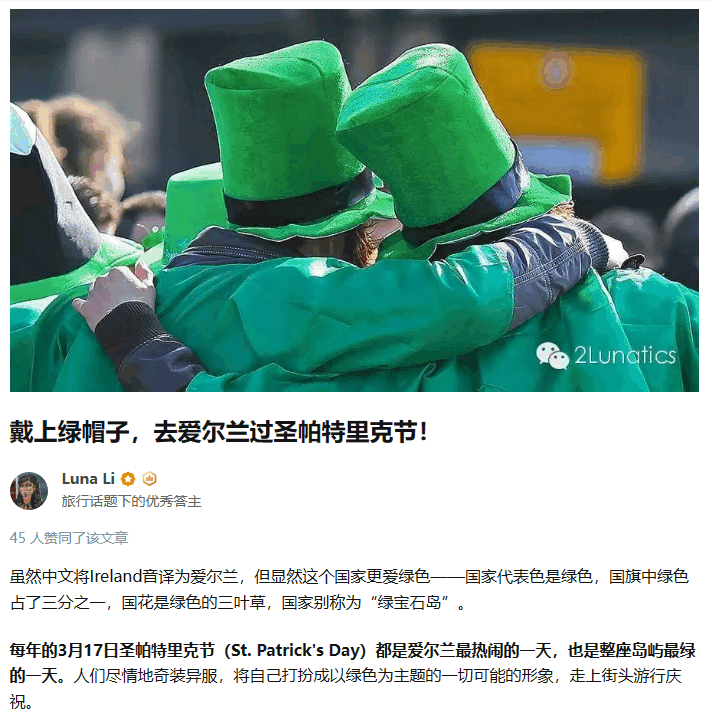 2Lunatics
戴上绿帽子，去爱尔兰过圣帕特里克节！
Luna Li
旅行话题下的优秀答主
45 人赞同了该文章
虽然中文将Ireland音译为爱尔兰，但显然这个国家更爱绿色——国家代表色是绿色，国旗中绿色
占了三分之一，国花是绿色的三叶草，国家别称为“绿宝石岛”。
每年的3月17日圣帕特里克节（St. Patrick's Day）都是爱尔兰最热闹的一天，也是整座岛屿最绿
的一天。人们尽情地奇装异服，将自己打扮成以绿色为主题的一切可能的形象，走上街头游行庆
祝。